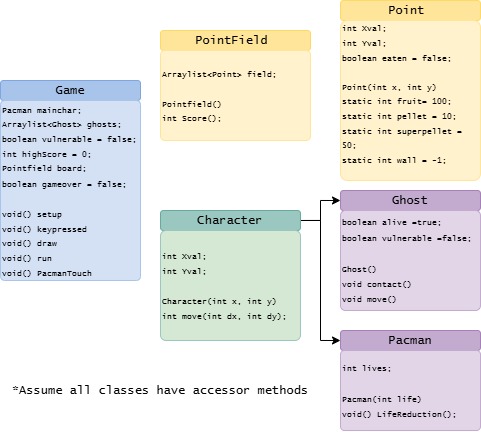 Game
Pacman mainchar;
Arraylist<Ghost> ghosts;
boolean vulnerable = false;
int highScore = 0;
Pointfield board;
boolean gameover = false;
void() setup
void() keypressed
void() draw
void() run
void() PacmanTouch
PointField
Arraylist<Point> field;
Pointfield()
int Score();
Point
int Xval;
int Yval;
boolean eaten = false;
Point(int x, int y)
static int fruit= 100;
static int pellet = 10;
static int superpellet =
50;
static int wall = -1;
Character
int Xval;
int Yval;
Character(int x, int y)
int move(int dx, int dy);
Ghost
boolean alive =true;
boolean vulnerable =false;
Ghost()
void contact()
void move()
Pacman
int lives;
Pacman(int life)
void() LifeReduction();
*Assume all classes have accessor methods